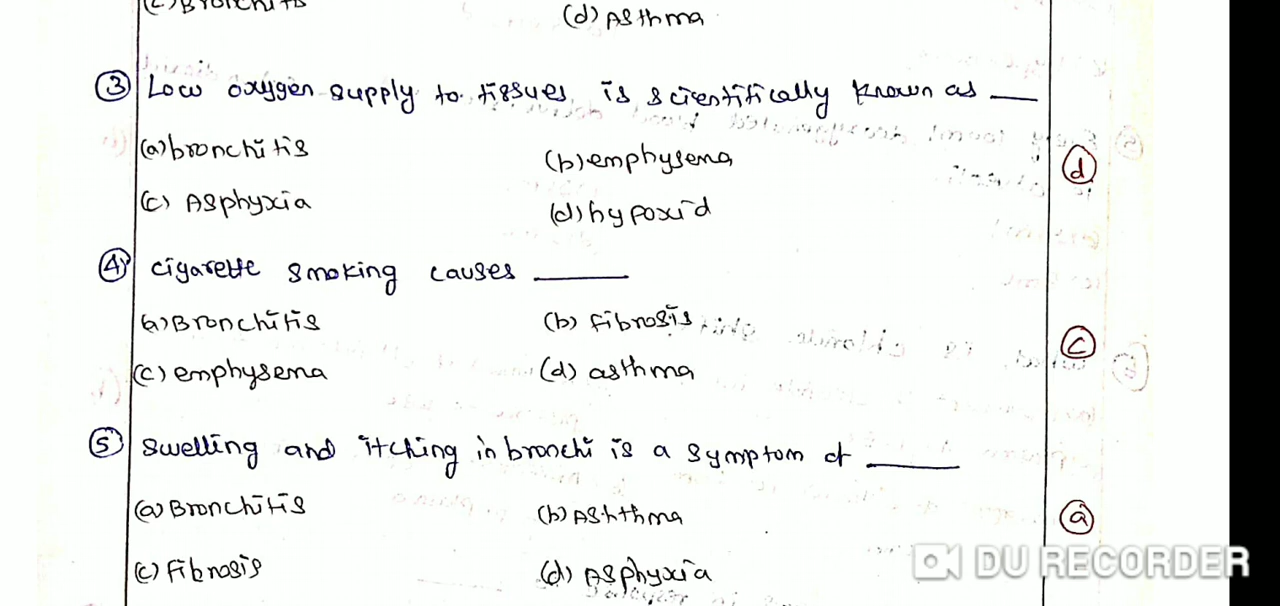 (c) Bronchitis
(d) Asthma
③ Low oxygen supply to tissues is scientifically known as ___
(a) bronchitis
(b) emphysema
(c) Asphyxia
(d) hypoxid
d
④ cigarette smoking causes ___
(a) Bronchitis
(b) Fibrosis
c
(c) emphysema
(d) asthma
⑤ swelling and itching in bronchi is a symptom of ___
(a) Bronchitis
(b) Ashthma
a
(c) Fibrosis
(d) Asphyxia
DU RECORDER